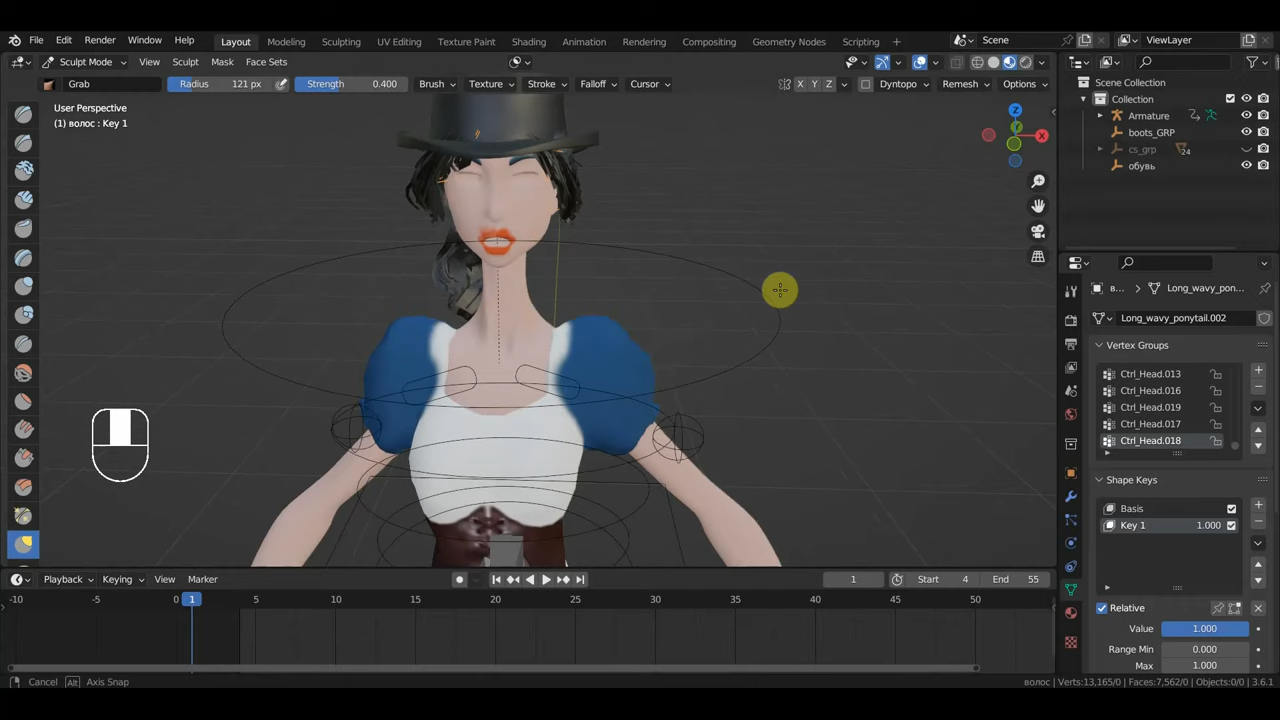 File Edit Render Window Help Layout Modeling Sculpting UV Editing Texture Paint Shading Animation Rendering Compositing Geometry Nodes Scripting + Scene ViewLayer
Sculpt Mode View Sculpt Mask Face Sets
Grab Radius 121 px Strength 0.400 Brush Texture Stroke Falloff Cursor X Y Z Dyntopo Remesh Options
User Perspective
(1) волос : Key 1
Z
X
Y
Scene Collection
Collection
Armature
boots_GRP
cs_grp 24
обувь
в... Long_wavy_pon...
Long_wavy_ponytail.002
Vertex Groups
Ctrl_Head.013
Ctrl_Head.016
Ctrl_Head.019
Ctrl_Head.017
Ctrl_Head.018
Shape Keys
Basis
Key 1 1.000
Relative
Value 1.000
Range Min 0.000
Max 1.000
Playback Keying View Marker 1 Start 4 End 55
-10 -5 0 1 5 10 15 20 25 30 35 40 45 50
Cancel Alt Axis Snap волос | Verts:13,165/0 | Faces:7,562/0 | Objects:0/0 | 3.6.1